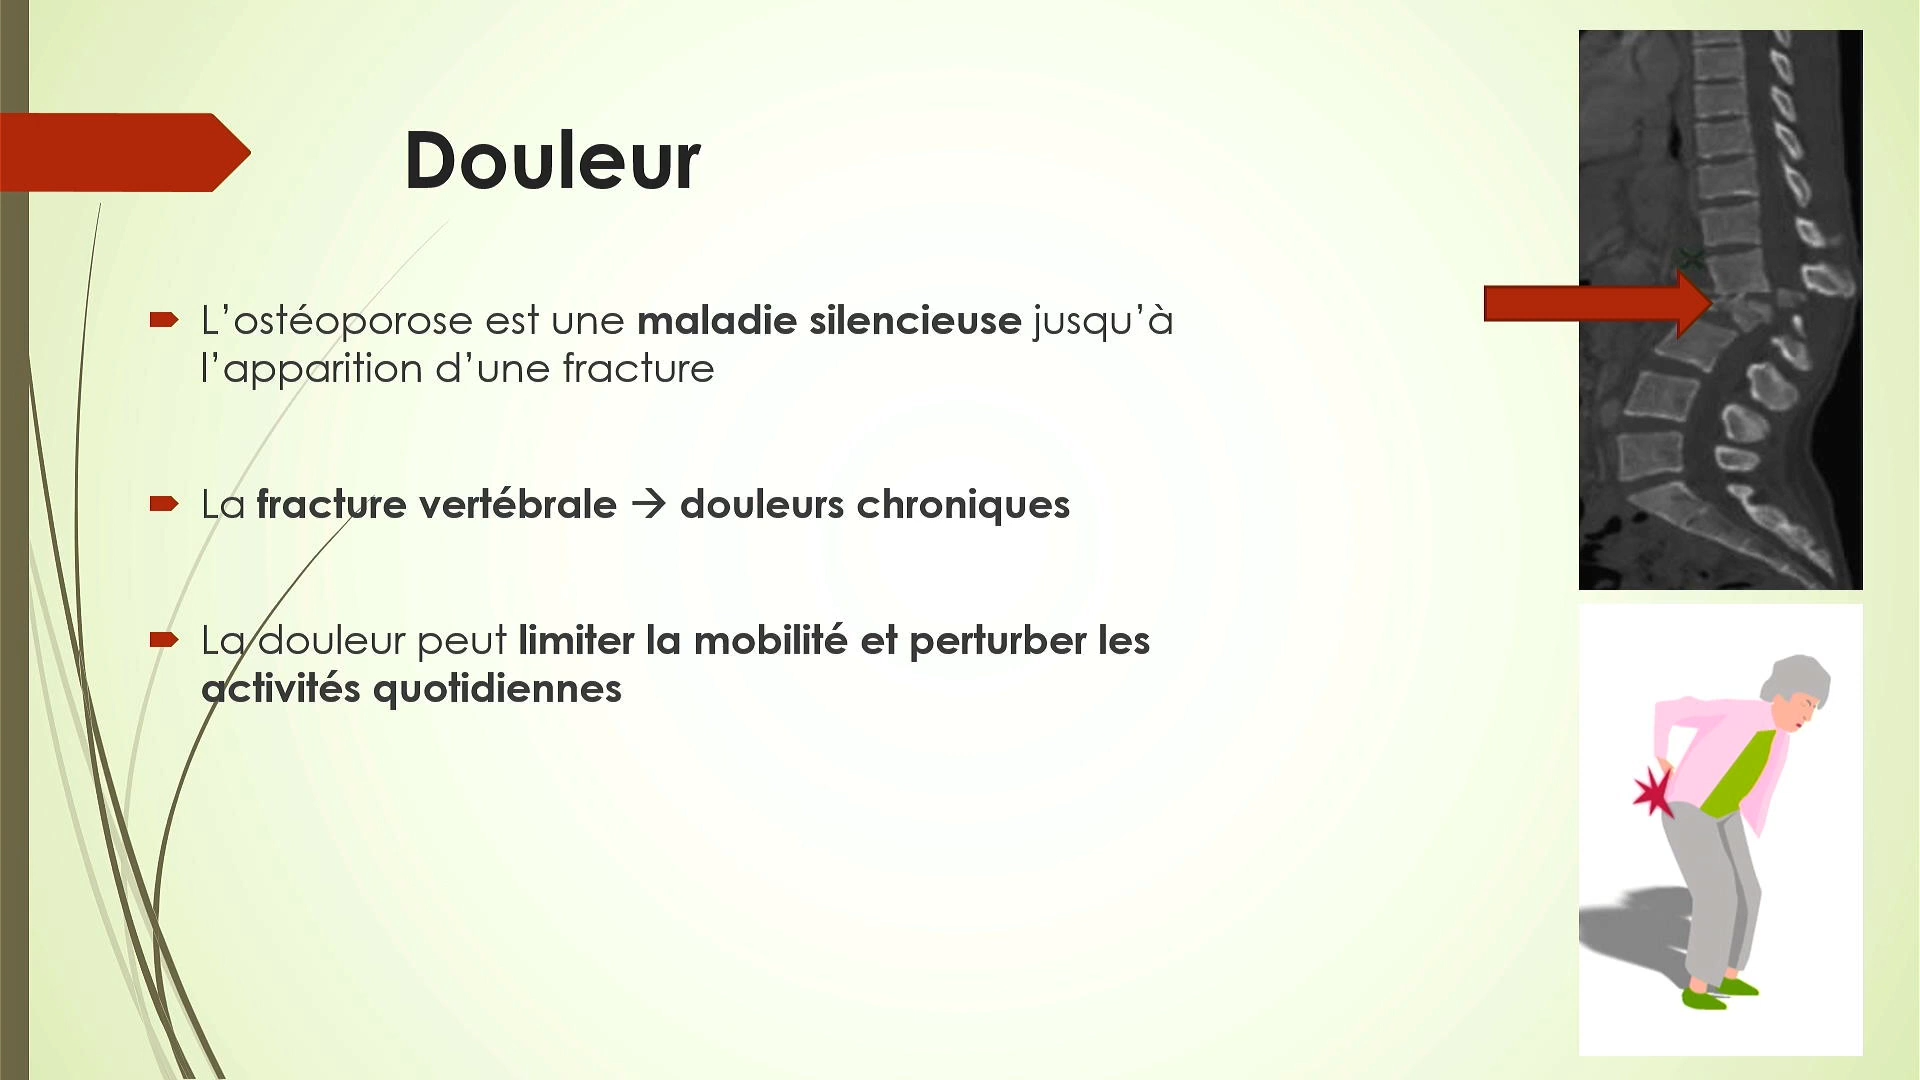 Douleur
L’ostéoporose est une maladie silencieuse jusqu’à
l’apparition d’une fracture
La fracture vertébrale → douleurs chroniques
La douleur peut limiter la mobilité et perturber les
activités quotidiennes